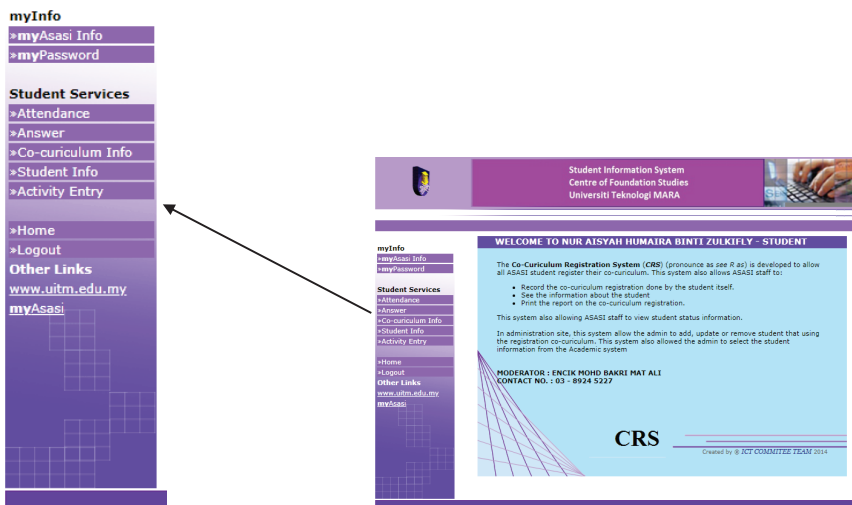 myInfo
»myAsasi Info
»myPassword
Student Services
»Attendance
»Answer
»Co-curiculum Info
»Student Info
»Activity Entry
»Home
»Logout
Other Links
www.uitm.edu.my
myAsasi
Student Information System
Centre of Foundation Studies
Universiti Teknologi MARA
myInfo
»myAsasi Info
»myPassword
Student Services
»Attendance
»Answer
»Co-curiculum Info
»Student Info
»Activity Entry
»Home
»Logout
Other Links
www.uitm.edu.my
myAsasi
WELCOME TO NUR AISYAH HUMAIRA BINTI ZULKIFLY - STUDENT
The Co-Curiculum Registration System (CRS) (pronounce as see R as) is developed to allow
all ASASI student register their co-curiculum. This system also allows ASASI staff to:
• Record the co-curiculum registration done by the student itself.
• See the information about the student
• Print the report on the co-curiculum registration.
This system also allowing ASASI staff to view student status information.
In administration site, this system allow the admin to add, update or remove student that using
the registration co-curiculum. This system also allowed the admin to select the student
information from the Academic system
MODERATOR : ENCIK MOHD BAKRI MAT ALI
CONTACT NO. : 03 - 8924 5227
CRS
Created by @ ICT COMMITEE TEAM 2014